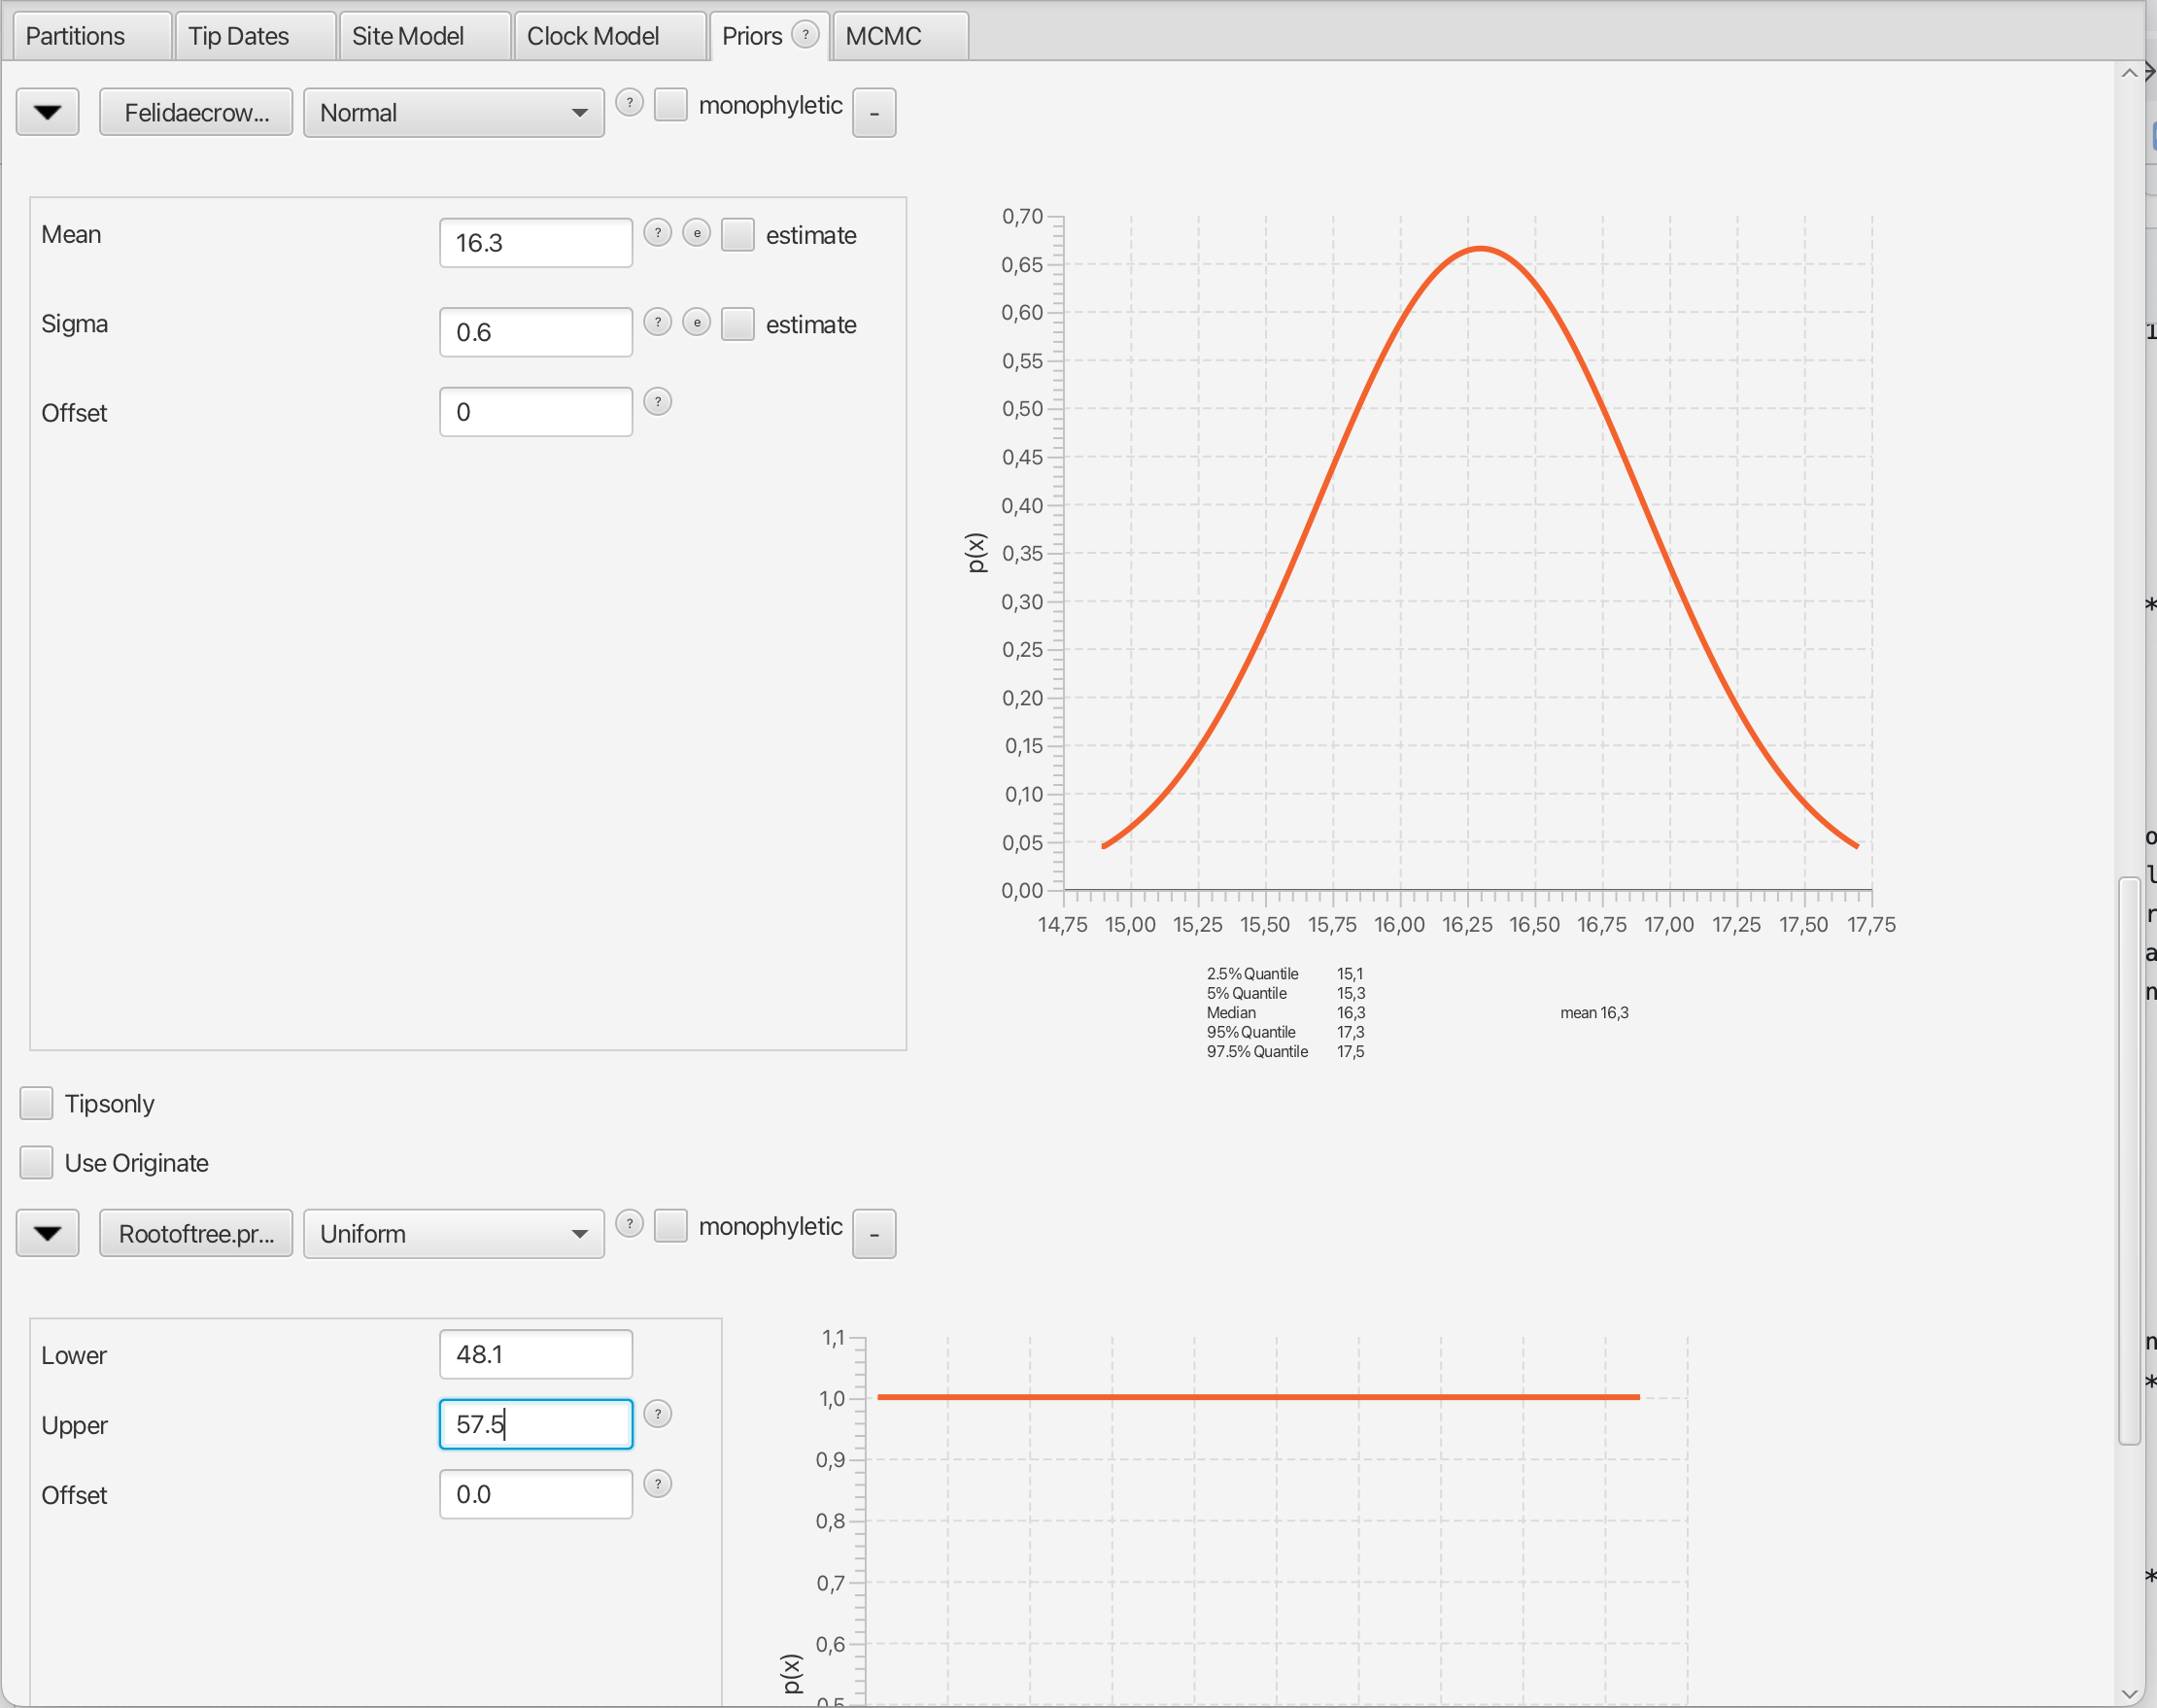 Partitions Tip Dates Site Model Clock Model Priors ? MCMC
Felidaecrow... Normal ? monophyletic -
Mean 16.3 ? e estimate
Sigma 0.6 ? e estimate
Offset 0 ?
0,70
0,65
0,60
0,55
0,50
0,45
0,40
0,35
0,30
0,25
0,20
0,15
0,10
0,05
0,00
p(x)
14,75 15,00 15,25 15,50 15,75 16,00 16,25 16,50 16,75 17,00 17,25 17,50 17,75
2.5% Quantile 15,1
5% Quantile 15,3
Median 16,3 mean 16,3
95% Quantile 17,3
97.5% Quantile 17,5
Tipsonly
Use Originate
Rootoftree.pr... Uniform ? monophyletic -
Lower 48.1
Upper 57.5 ?
Offset 0.0 ?
1,1
1,0
0,9
0,8
0,7
0,6
0,5
p(x)